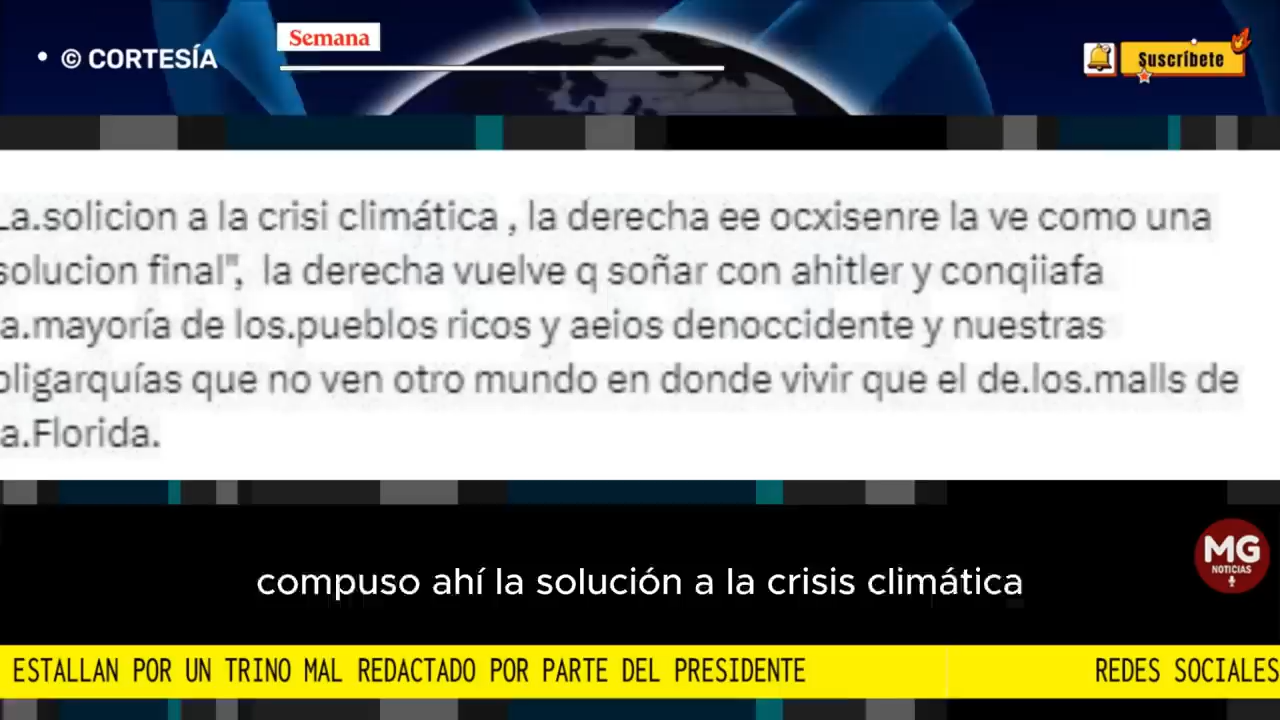 • © CORTESÍA
Semana
Suscríbete
La.solicion a la crisi climática , la derecha ee ocxisenre la ve como una
solucion final", la derecha vuelve q soñar con ahitler y conqiiafa
la.mayoría de los.pueblos ricos y aeios denoccidente y nuestras
oligarquías que no ven otro mundo en donde vivir que el de.los.malls de
la.Florida.
MG
NOTICIAS
compuso ahí la solución a la crisis climática
ESTALLAN POR UN TRINO MAL REDACTADO POR PARTE DEL PRESIDENTE REDES SOCIALES